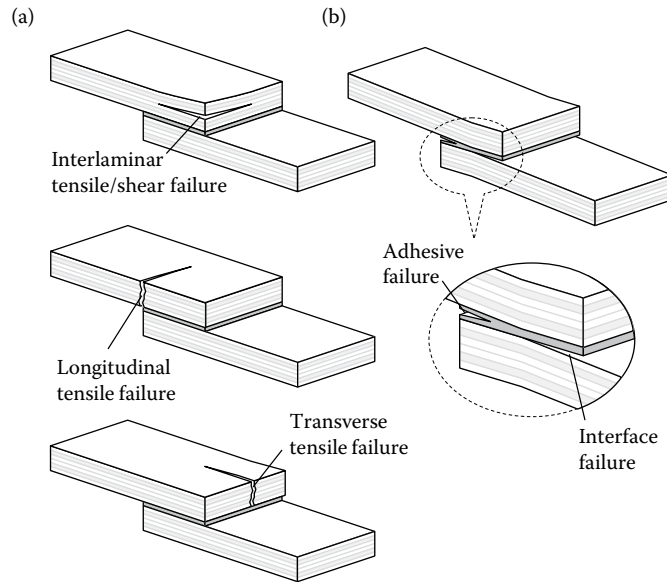 (a)
(b)
Interlaminar
tensile/shear failure
Adhesive
failure
Longitudinal
tensile failure
Transverse
tensile failure
Interface
failure